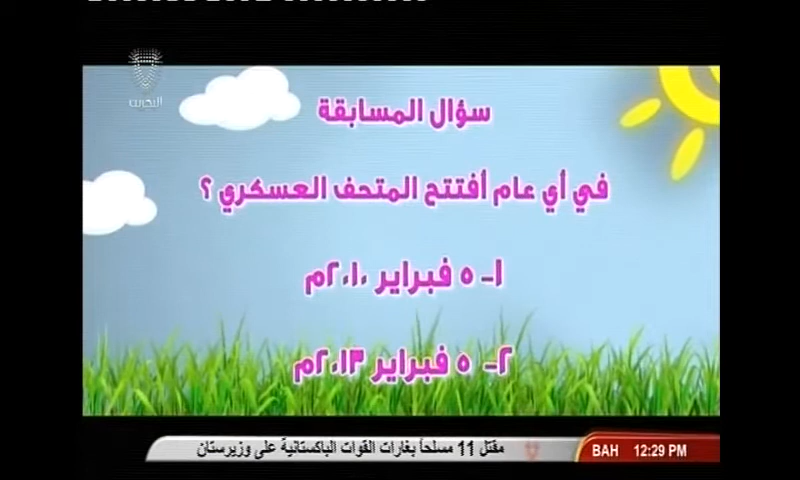 البحرين
سؤال المسابقة
في أي عام أفتتح المتحف العسكري ؟
١- ٥ فبراير ٢٠١٠م
٢- ٥ فبراير ٢٠١٣م
مقتل 11 مسلحاً بغارات القوات الباكستانية على وزيرستان
BAH 12:29 PM